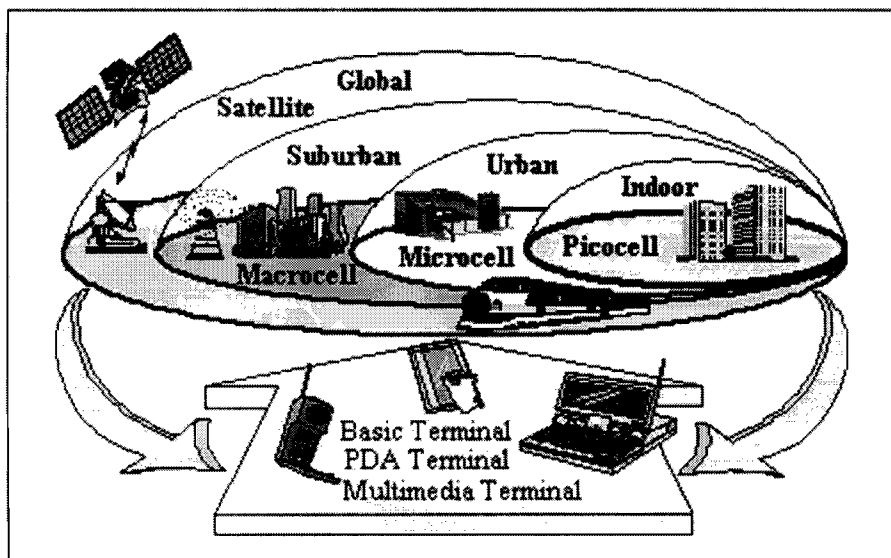 Global
Satellite
Suburban
Urban
Indoor
Macrocell
Microcell
Picocell
Basic Terminal
PDA Terminal
Multimedia Terminal